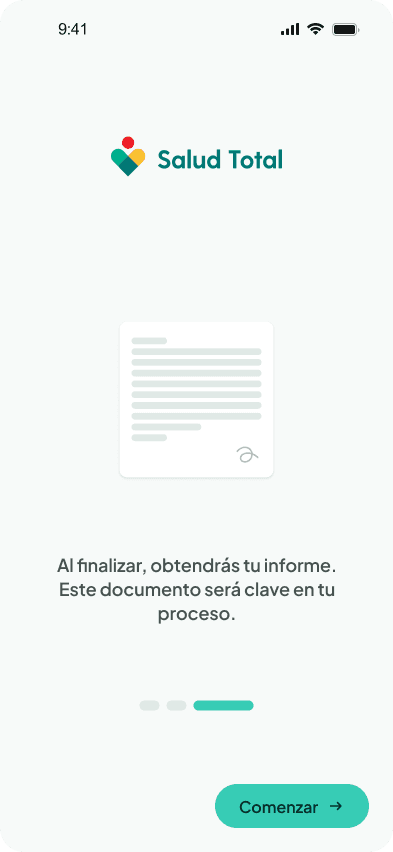 9:41
Salud Total
Al finalizar, obtendrás tu informe.
Este documento será clave en tu
proceso.
Comenzar →